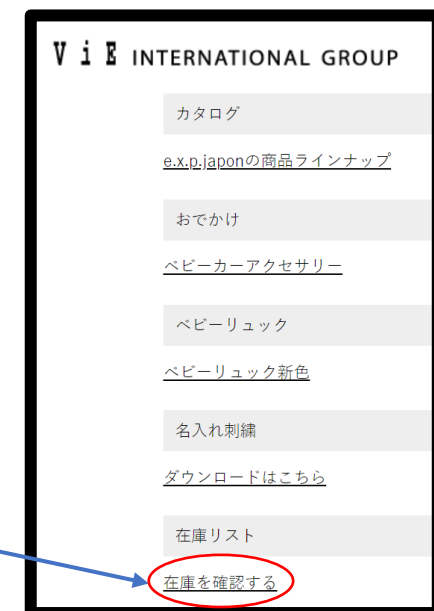 ViE INTERNATIONAL GROUP
カタログ
e.x.p.japonの商品ラインナップ
おでかけ
ベビーカーアクセサリー
ベビーリュック
ベビーリュック新色
名入れ刺繍
ダウンロードはこちら
在庫リスト
在庫を確認する